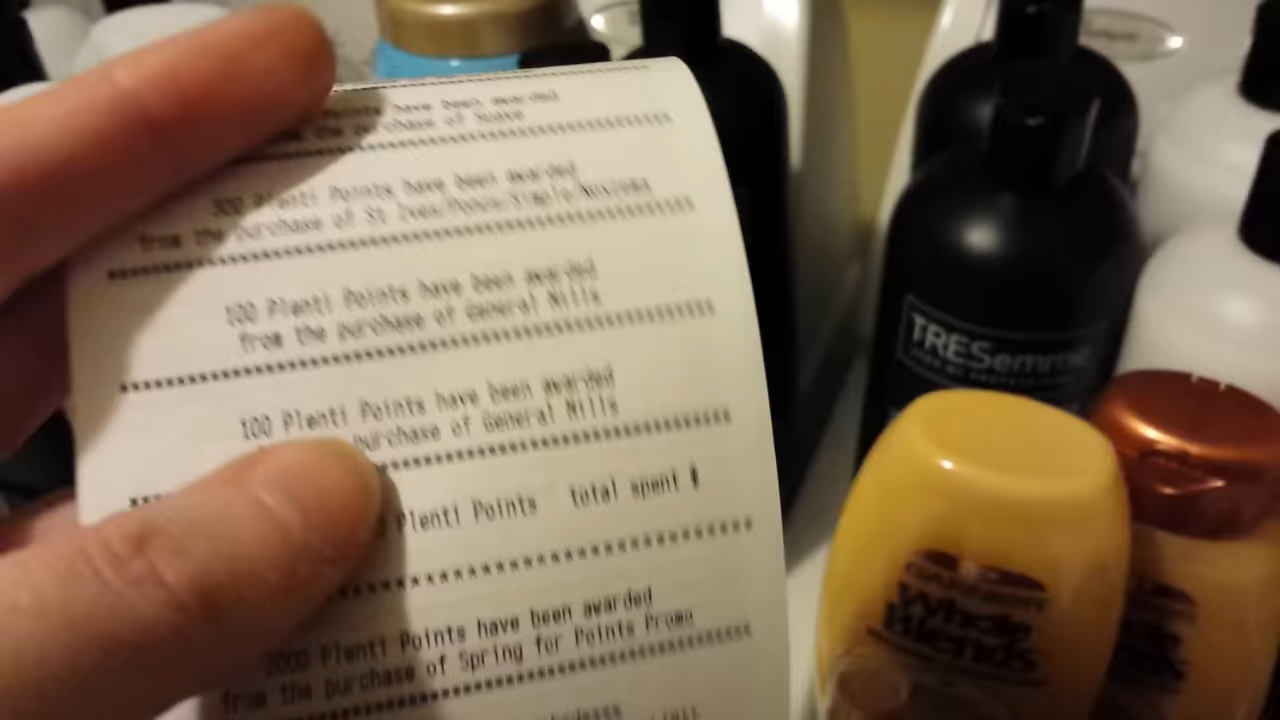 points have been awarded
the purchase of Suave
************************
300 Plenti Points have been awarded
from the purchase of St Ives/Ponds/Simple/Noxzema
************************
100 Plenti Points have been awarded
from the purchase of General Mills
************************
100 Plenti Points have been awarded
purchase of General Mills
************************
Plenti Points total spent $
************************
2000 Plenti Points have been awarded
from the purchase of Spring for Points Promo
************************
TRESemmé
GARNIER
Whole
Blends